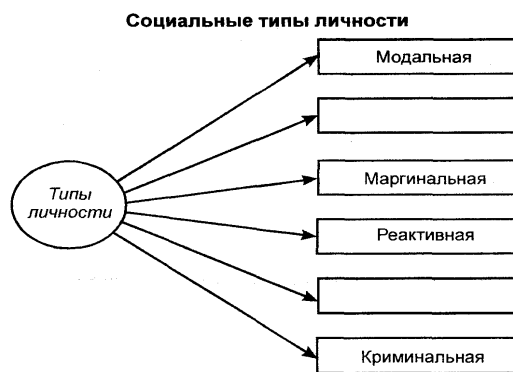 Социальные типы личности
Модальная
Маргинальная
Типы
личности
Реактивная
Криминальная